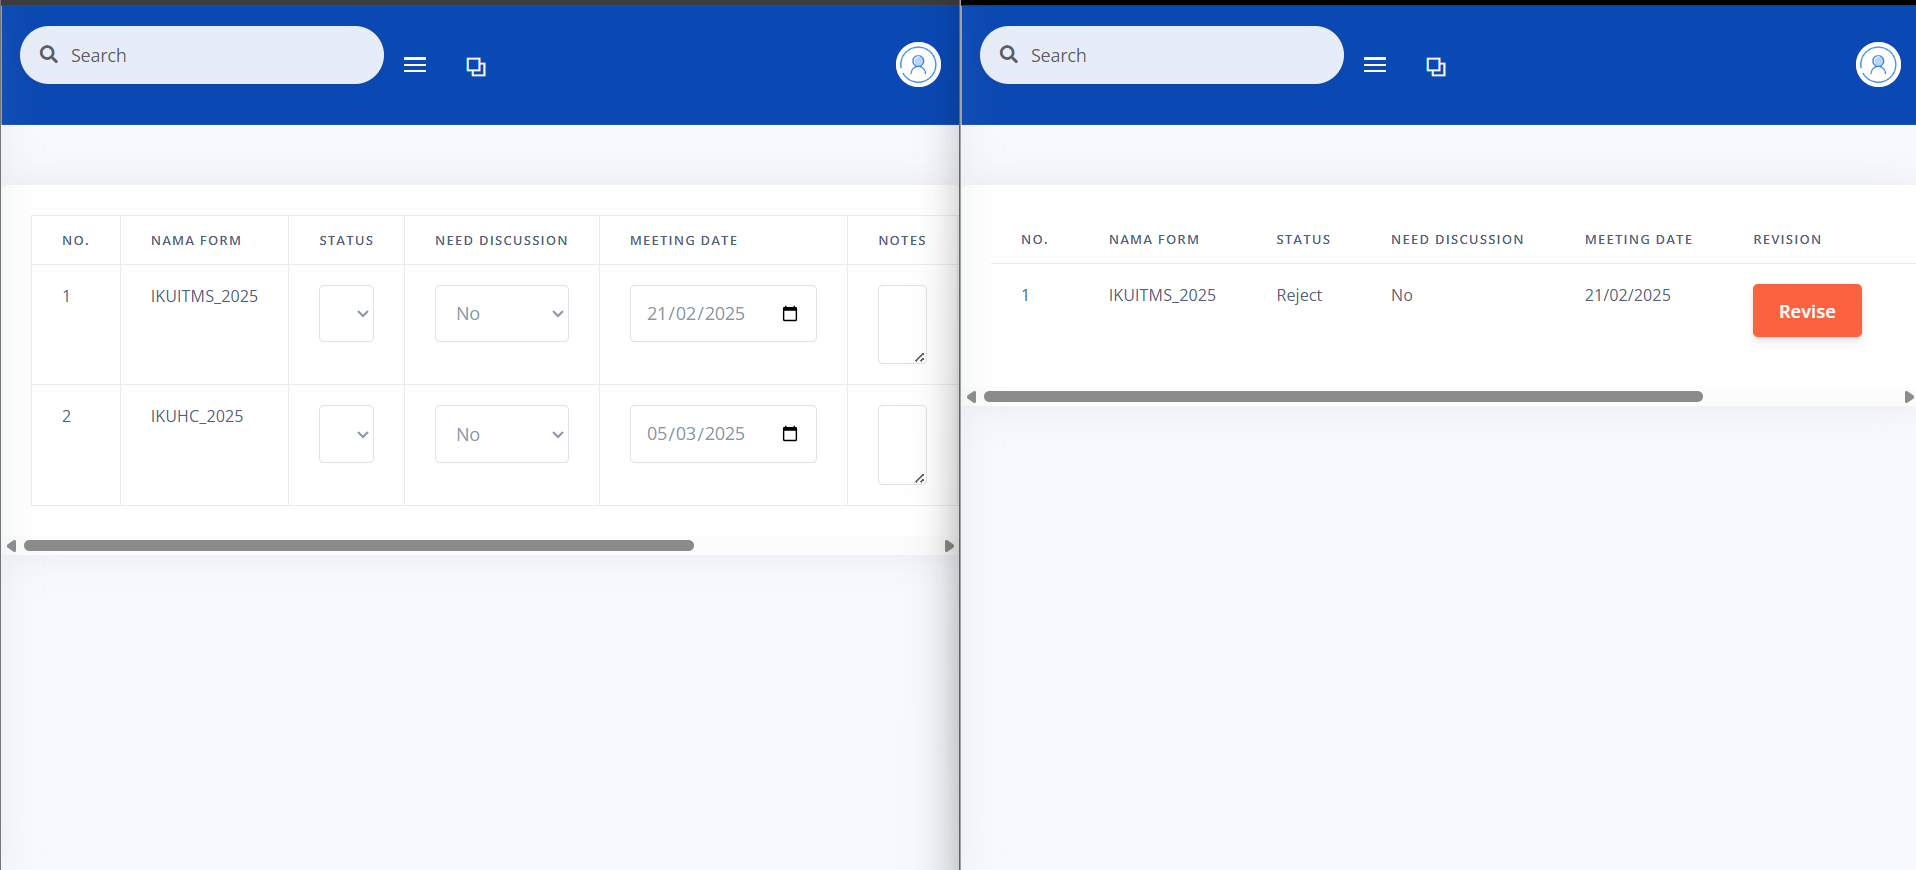 Search
NO. NAMA FORM STATUS NEED DISCUSSION MEETING DATE NOTES
1 IKUITMS_2025 No 21/02/2025
2 IKUHC_2025 No 05/03/2025
Search
NO. NAMA FORM STATUS NEED DISCUSSION MEETING DATE REVISION
1 IKUITMS_2025 Reject No 21/02/2025 Revise